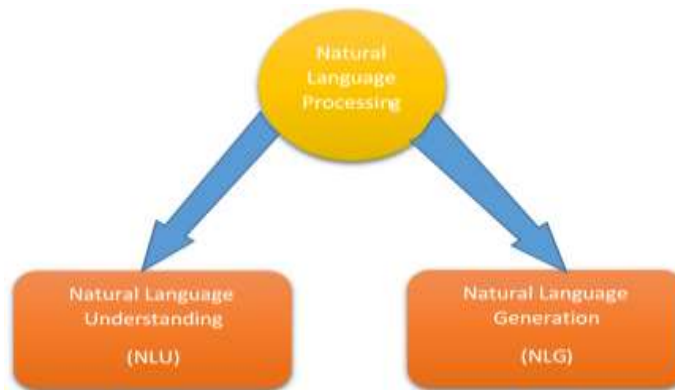 Natural
Language
Processing
Natural Language
Understanding
(NLU)
Natural Language
Generation
(NLG)